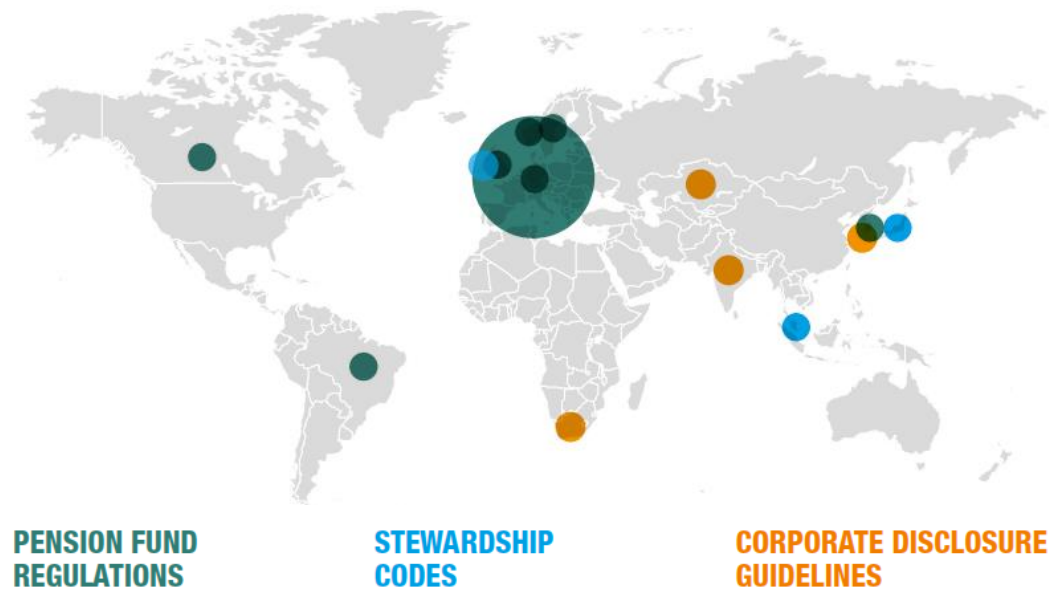 PENSION FUND
REGULATIONS
STEWARDSHIP
CODES
CORPORATE DISCLOSURE
GUIDELINES